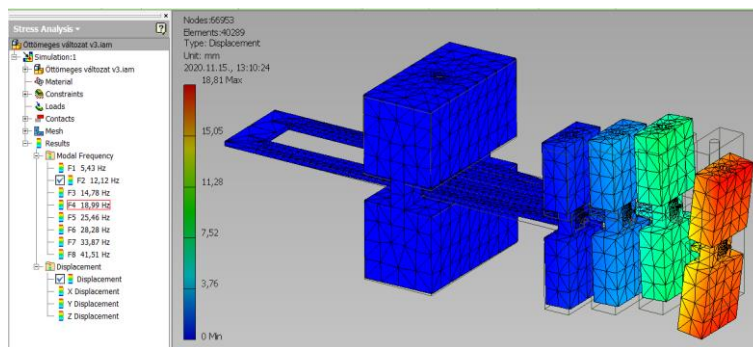 Stress Analysis
Öttömeges változat v3.iam
Simulation:1
Öttömeges változat v3.iam
Material
Constraints
Loads
Contacts
Mesh
Results
Modal Frequency
F1 5,43 Hz
F2 12,12 Hz
F3 14,78 Hz
F4 18,99 Hz
F5 25,46 Hz
F6 28,28 Hz
F7 33,87 Hz
F8 41,51 Hz
Displacement
Displacement
X Displacement
Y Displacement
Z Displacement
Nodes:66953
Elements:40289
Type: Displacement
Unit: mm
2020.11.15., 13:10:24
18,81 Max
15,05
11,28
7,52
3,76
0 Min